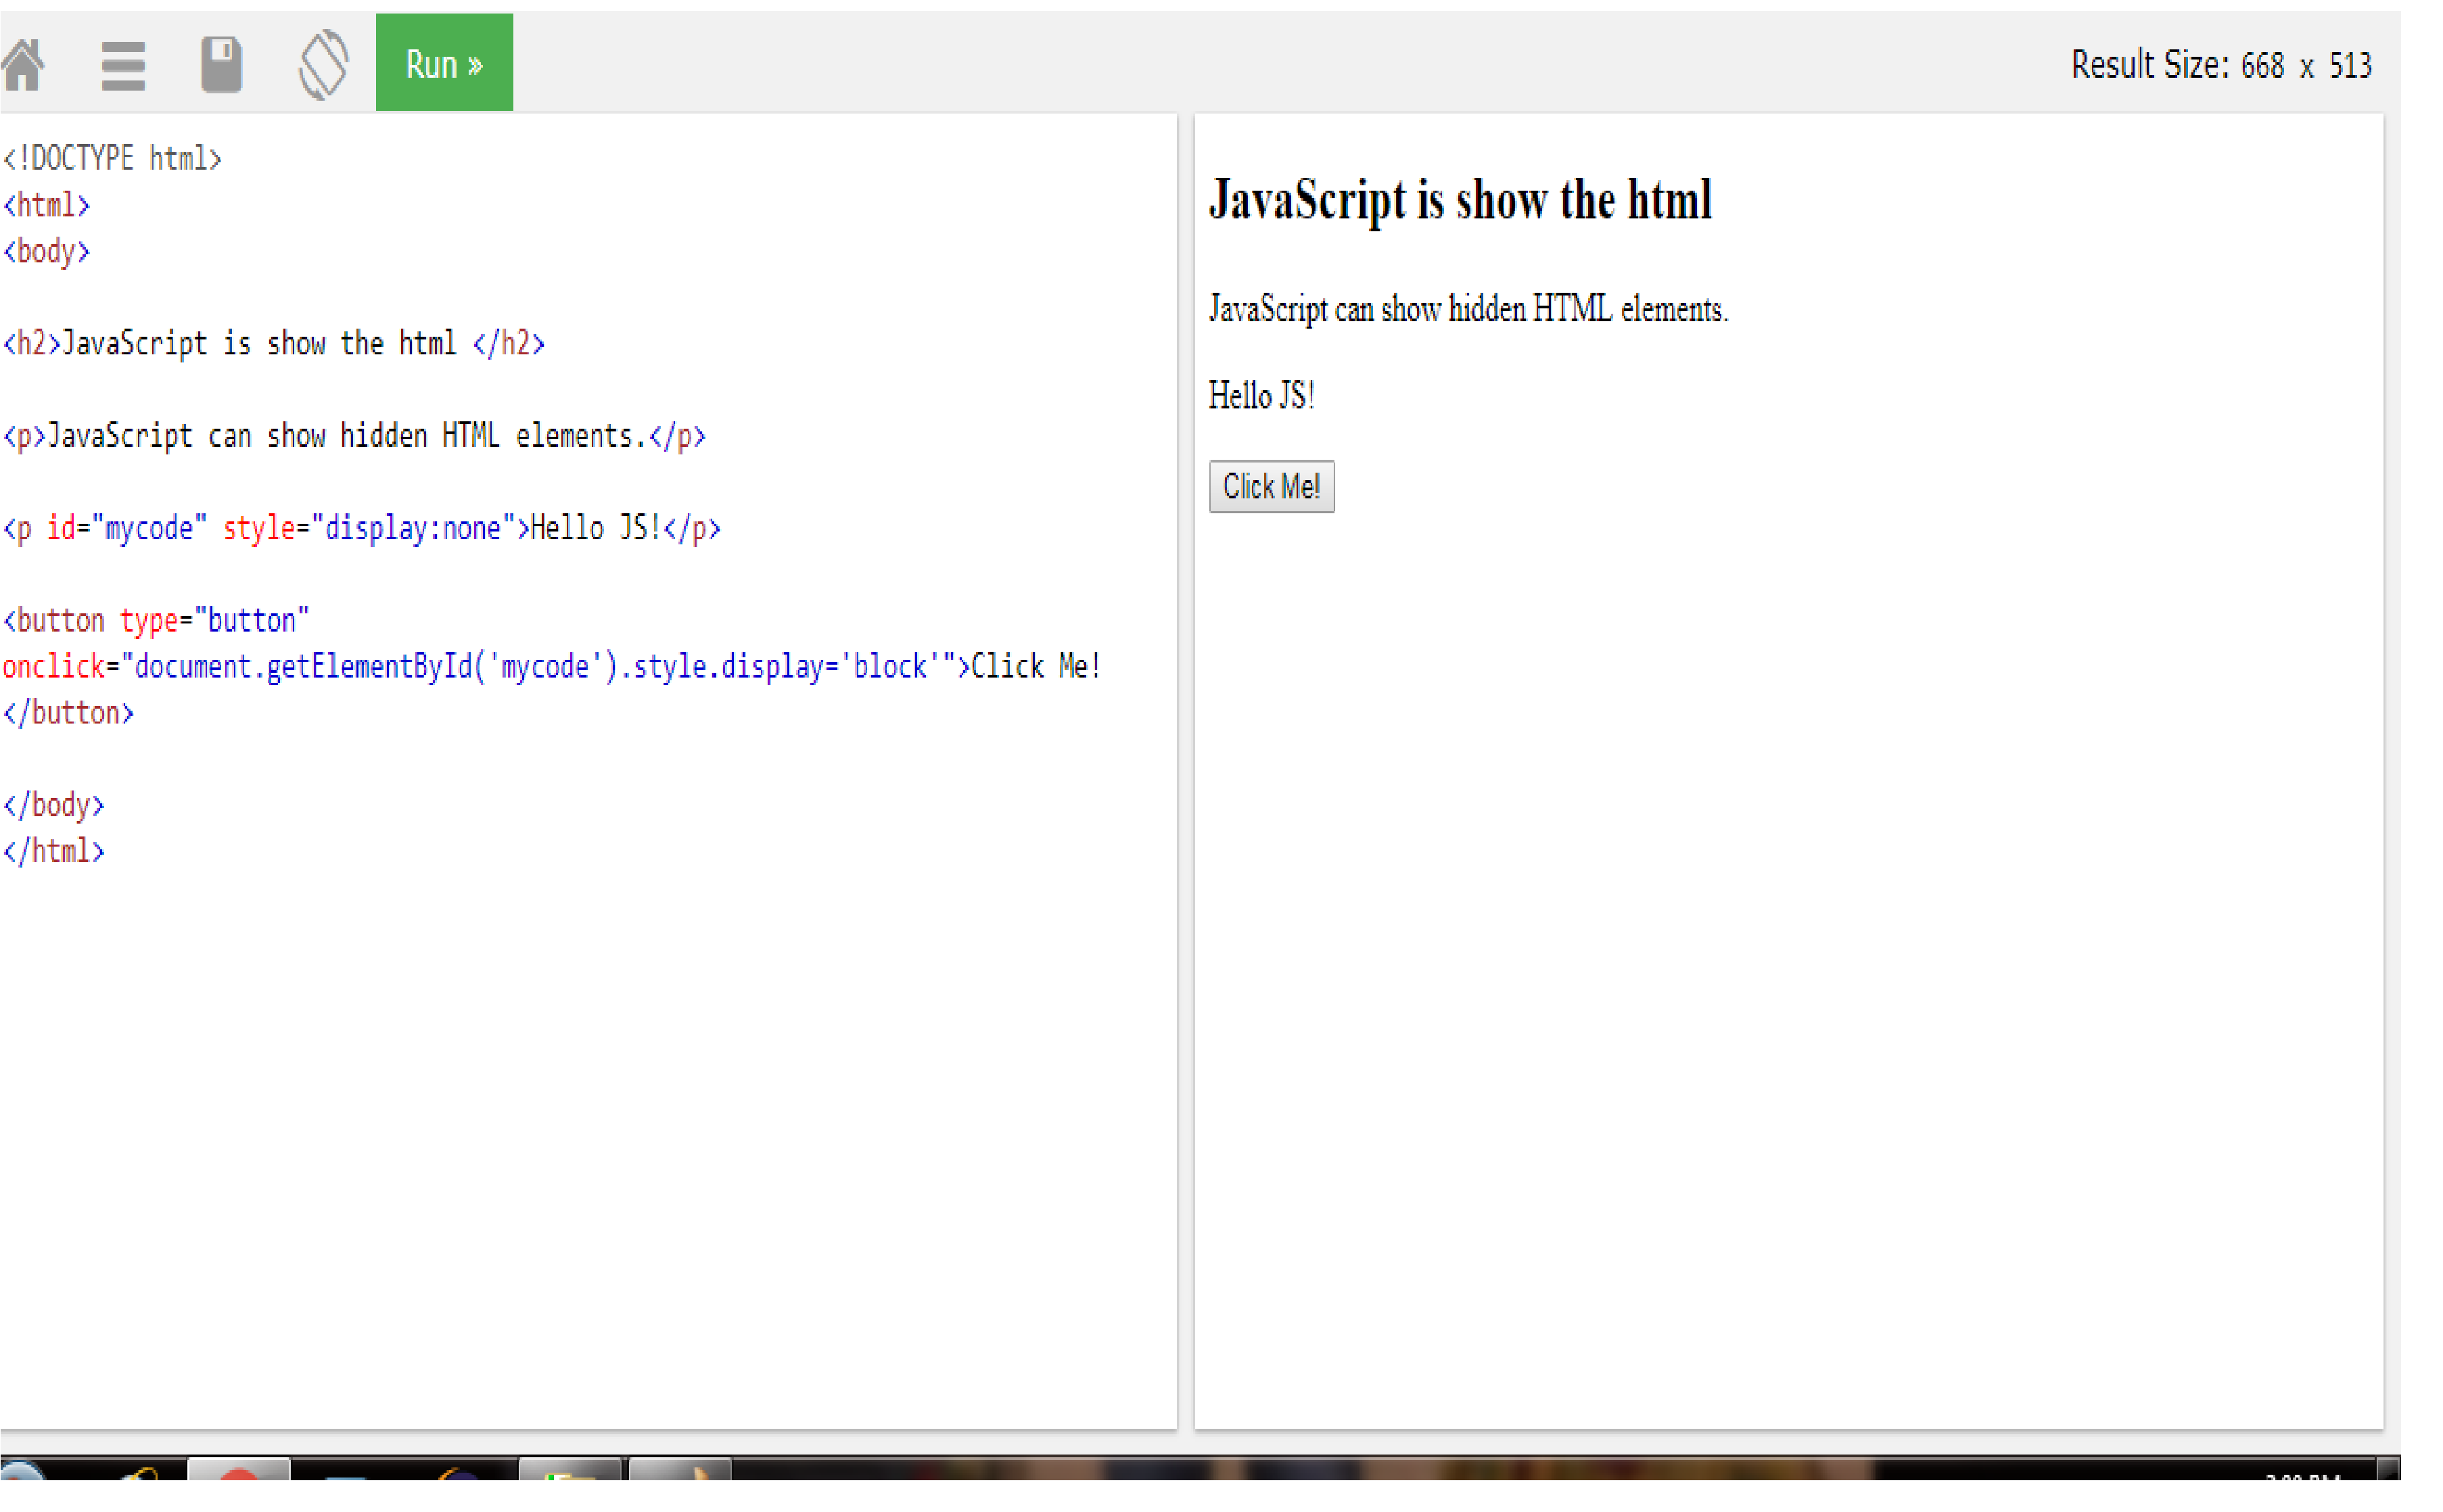 Run »
Result Size: 668 x 513
<!DOCTYPE html>
<html>
<body>
<h2>JavaScript is show the html </h2>
<p>JavaScript can show hidden HTML elements.</p>
<p id="mycode" style="display:none">Hello JS!</p>
<button type="button"
onclick="document.getElementById('mycode').style.display='block'">Click Me!
</button>
</body>
</html>
JavaScript is show the html
JavaScript can show hidden HTML elements.
Hello JS!
Click Me!